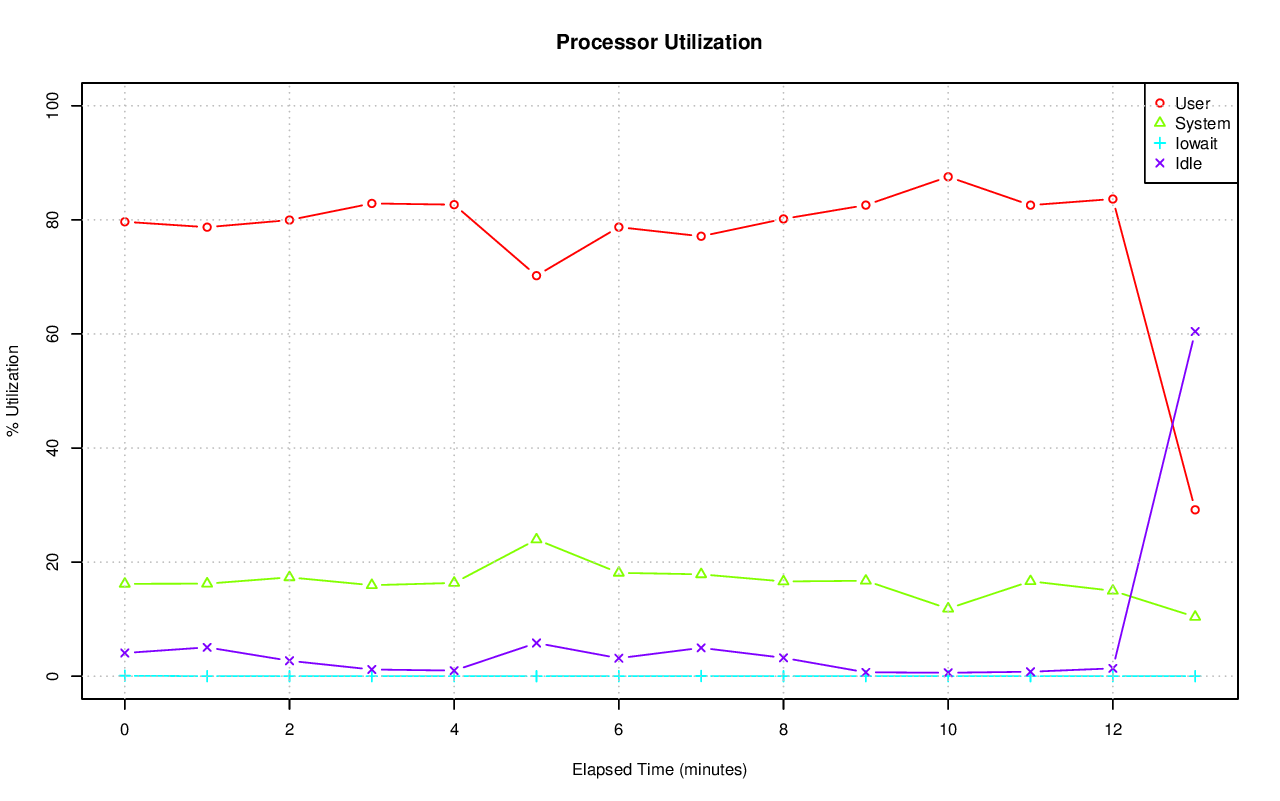 Processor Utilization
User
System
Iowait
Idle
% Utilization
100
80
60
40
20
0
0 2 4 6 8 10 12
Elapsed Time (minutes)